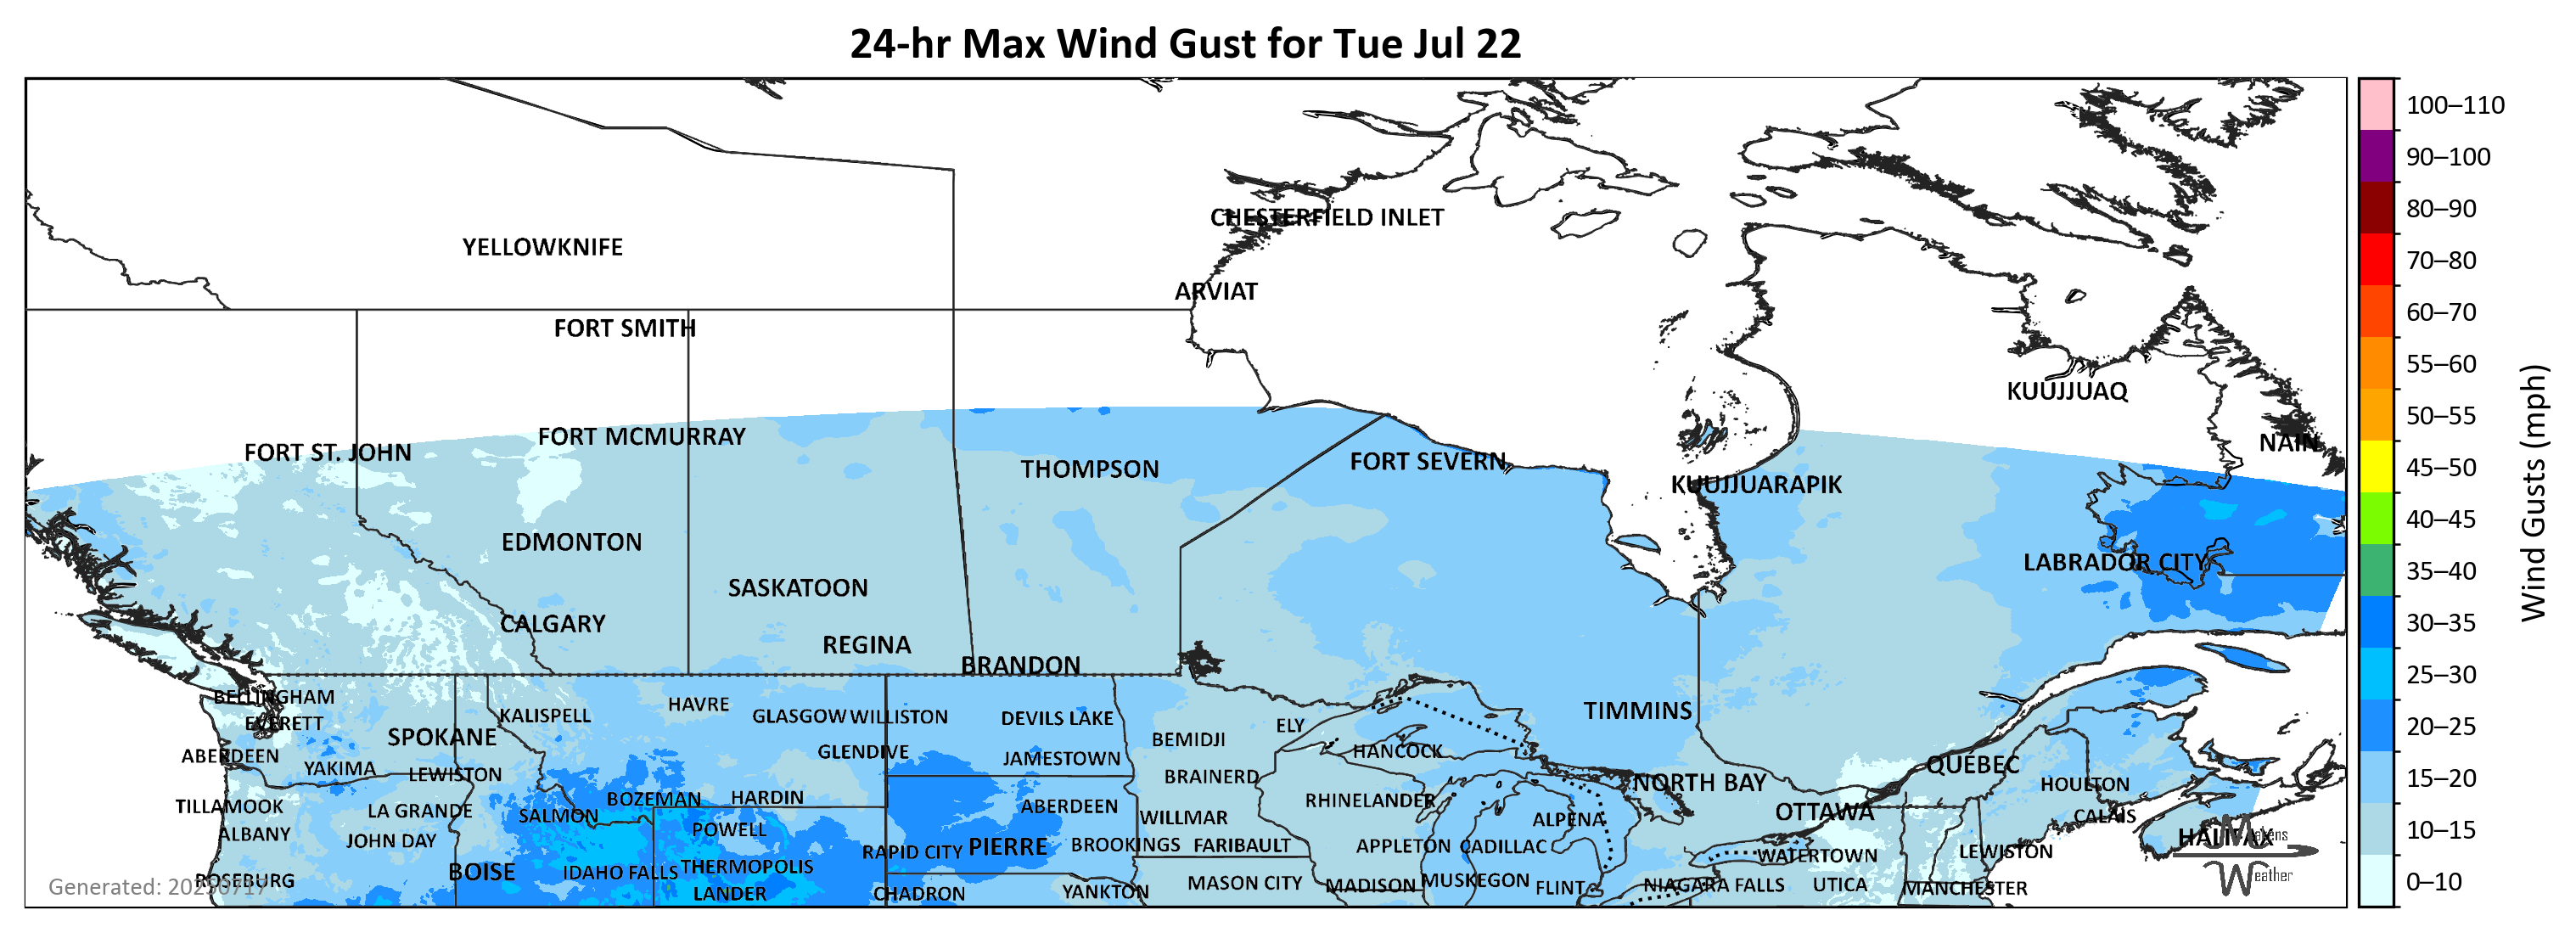 24-hr Max Wind Gust for Tue Jul 22
100–110
90–100
80–90
70–80
60–70
55–60
50–55
45–50
40–45
35–40
30–35
25–30
20–25
15–20
10–15
0–10
Wind Gusts (mph)
CHESTERFIELD INLET
YELLOWKNIFE
ARVIAT
FORT SMITH
KUUJJUAQ
FORT MCMURRAY
NAIN
FORT ST. JOHN
FORT SEVERN
THOMPSON
KUUJJUARAPIK
EDMONTON
LABRADOR CITY
SASKATOON
CALGARY
REGINA
BRANDON
BELLINGHAM
HAVRE
TIMMINS
KALISPELL
GLASGOW
WILLISTON
DEVILS LAKE
EVERETT
ELY
SPOKANE
BEMIDJI
GLENDIVE
HANCOCK
ABERDEEN
JAMESTOWN
QUÉBEC
YAKIMA
LEWISTON
BRAINERD
NORTH BAY
HOULTON
BOZEMAN
HARDIN
RHINELANDER
TILLAMOOK
LA GRANDE
ABERDEEN
OTTAWA
SALMON
WILLMAR
ALPENA
CALAIS
POWELL
ALBANY
JOHN DAY
HALIFAX
Makens
Weather
PIERRE
RAPID CITY
BROOKINGS
FARIBAULT
APPLETON
CADILLAC
WATERTOWN
LEWISTON
BOISE
IDAHO FALLS
THERMOPOLIS
ROSEBURG
MASON CITY
MADISON
MUSKEGON
FLINT
NIAGARA FALLS
UTICA
MANCHESTER
LANDER
CHADRON
YANKTON
Generated: 20250717